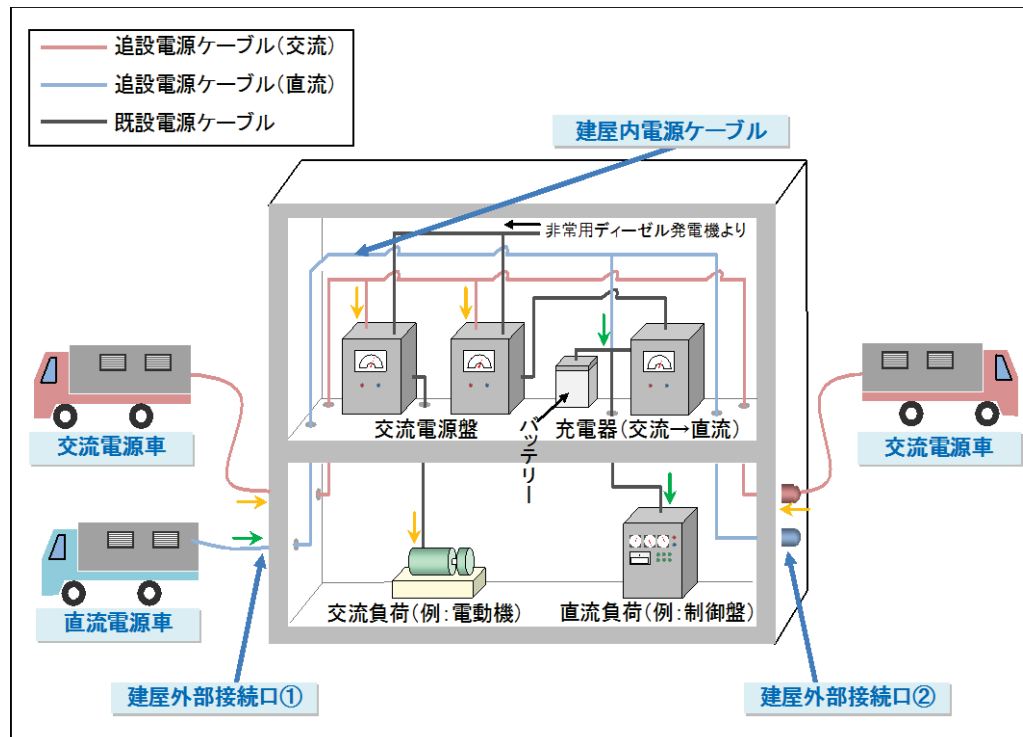 追設電源ケーブル(交流)
追設電源ケーブル(直流)
既設電源ケーブル
建屋内電源ケーブル
非常用ディーゼル発電機より
交流電源盤
バッテリー
充電器(交流→直流)
交流電源車
交流電源車
直流電源車
交流負荷(例:電動機)
直流負荷(例:制御盤)
建屋外部接続口①
建屋外部接続口②